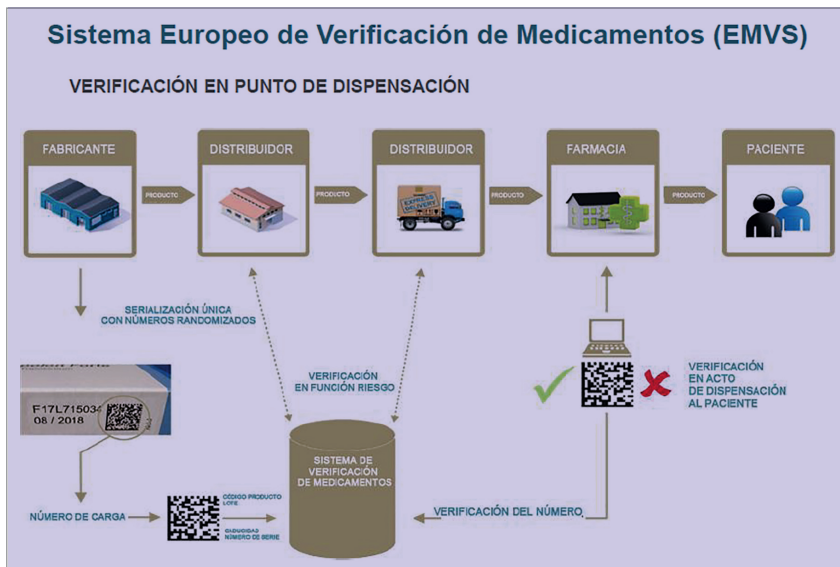 Sistema Europeo de Verificación de Medicamentos (EMVS)
VERIFICACIÓN EN PUNTO DE DISPENSACIÓN
FABRICANTE
DISTRIBUIDOR
DISTRIBUIDOR
FARMACIA
PACIENTE
PRODUCTO
PRODUCTO
PRODUCTO
PRODUCTO
EXPRESS
DELIVERY
SERIALIZACIÓN ÚNICA
CON NÚMEROS RANDOMIZADOS
VERIFICACIÓN
EN FUNCIÓN RIESGO
VERIFICACIÓN
EN ACTO
DE DISPENSACIÓN
AL PACIENTE
F17L715034
08 / 2018
SISTEMA DE
VERIFICACIÓN
DE MEDICAMENTOS
NÚMERO DE CARGA
CÓDIGO PRODUCTO
LOTE
CADUCIDAD
NÚMERO DE SERIE
VERIFICACIÓN DEL NÚMERO,